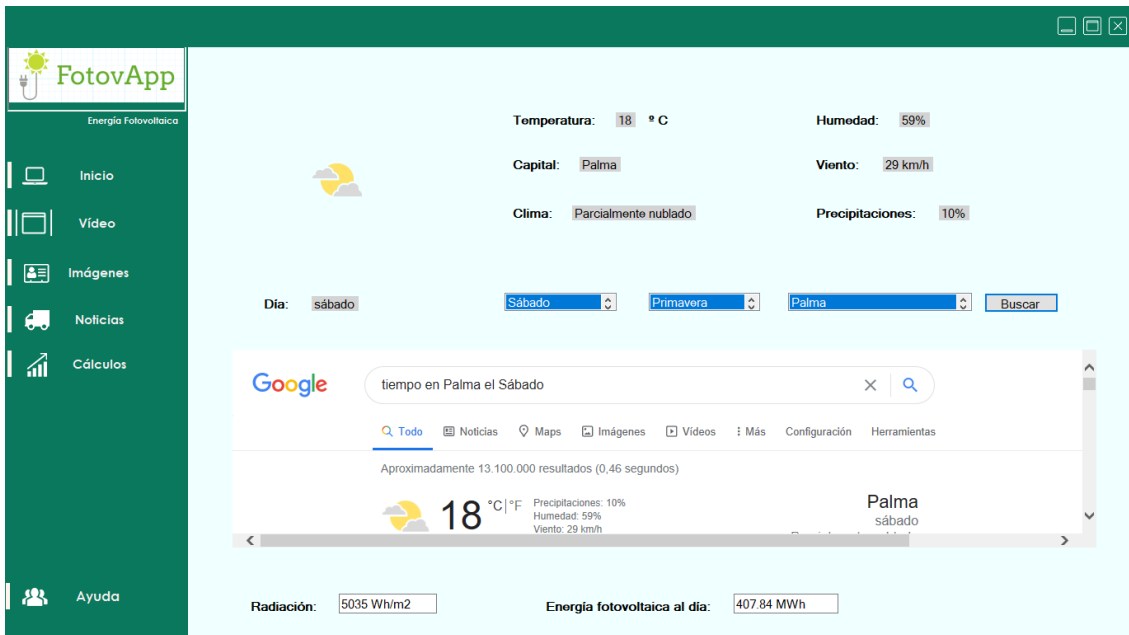 FotovApp
Energía Fotovoltaica
Inicio
Vídeo
Imágenes
Noticias
Cálculos
Ayuda
Temperatura: 18 º C Humedad: 59%
Capital: Palma Viento: 29 km/h
Clima: Parcialmente nublado Precipitaciones: 10%
Día: sábado Sábado Primavera Palma Buscar
Google tiempo en Palma el Sábado
Todo Noticias Maps Imágenes Vídeos Más Configuración Herramientas
Aproximadamente 13.100.000 resultados (0,46 segundos)
18 °C|°F Precipitaciones: 10% Palma
Humedad: 59% sábado
Viento: 29 km/h
Radiación: 5035 Wh/m2 Energía fotovoltaica al día: 407.84 MWh